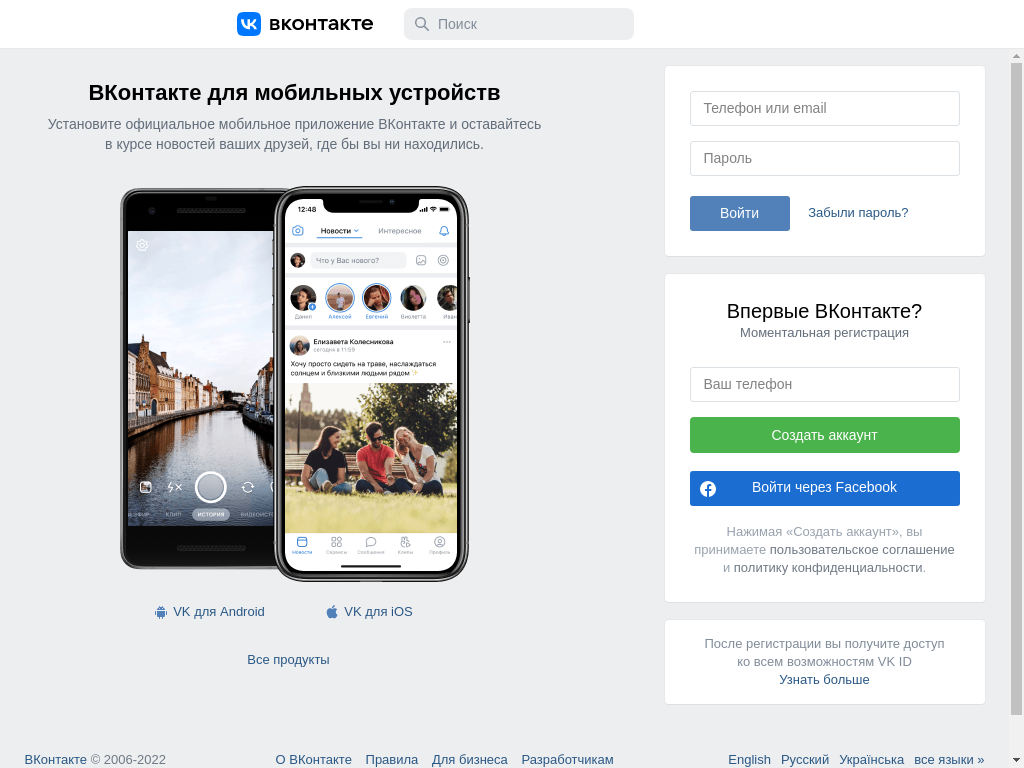 вконтакте
Поиск
ВКонтакте для мобильных устройств
Установите официальное мобильное приложение ВКонтакте и оставайтесь
в курсе новостей ваших друзей, где бы вы ни находились.
12:48
Новости
Интересное
Что у Вас нового?
Данил
Алексей
Евгений
Виолетта
Елизавета Колесникова
сегодня в 11:59
Хочу просто сидеть на траве, наслаждаться
солнцем и близкими людьми рядом
КЛИП
ИСТОРИЯ
Новости
Сервисы
Сообщения
Клипы
Профиль
VK для Android
VK для iOS
Все продукты
Телефон или email
Пароль
Войти
Забыли пароль?
Впервые ВКонтакте?
Моментальная регистрация
Ваш телефон
Создать аккаунт
Войти через Facebook
Нажимая «Создать аккаунт», вы
принимаете пользовательское соглашение
и политику конфиденциальности.
После регистрации вы получите доступ
ко всем возможностям VK ID
Узнать больше
ВКонтакте © 2006-2022
О ВКонтакте
Правила
Для бизнеса
Разработчикам
English
Русский
Українська
все языки »